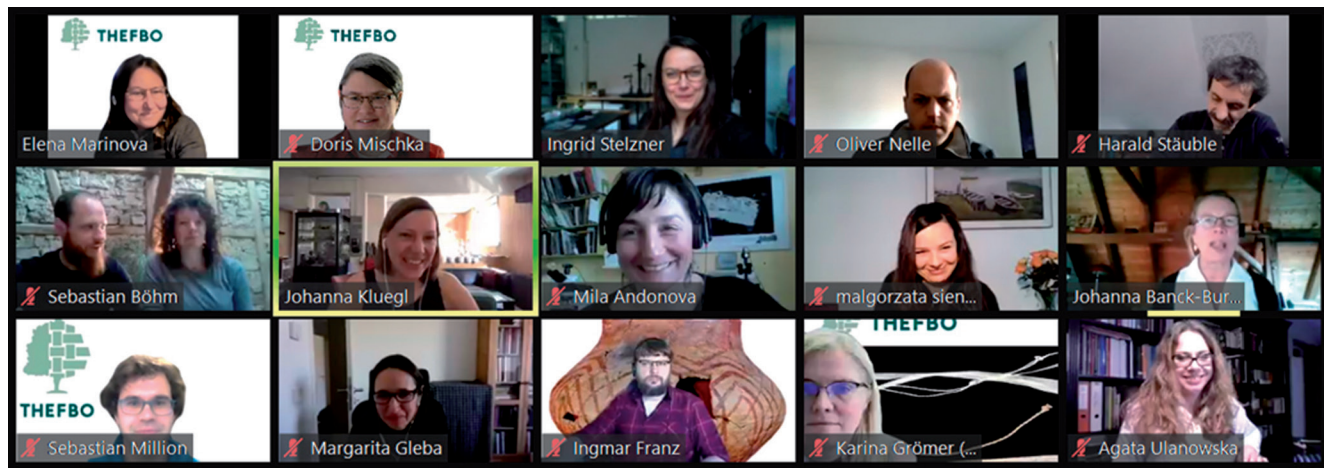 THEFBO
THEFBO
Elena Marinova
Doris Mischka
Ingrid Stelzner
Oliver Nelle
Harald Stäuble
Sebastian Böhm
Johanna Kluegl
Mila Andonova
malgorzata sien...
Johanna Banck-Bur...
THEFBO
THEFBO
Sebastian Million
Margarita Gleba
Ingmar Franz
Karina Grömer (...
Agata Ulanowska